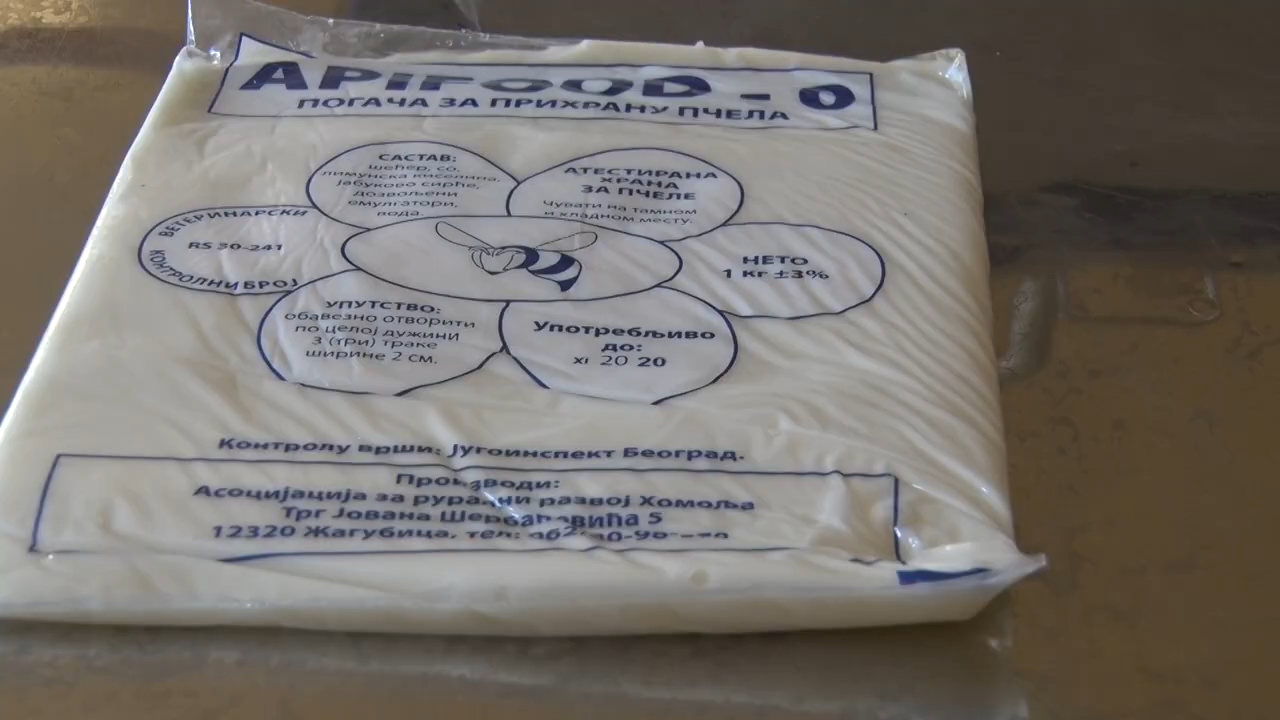 APIFOOD - 0
ПОГАЧА ЗА ПРИХРАНУ ПЧЕЛА
САСТАВ:
шећер, со,
лимунска киселина,
јабуково сирће,
дозвољени
емулгатори,
вода.
АТЕСТИРАНА
ХРАНА
ЗА ПЧЕЛЕ
Чувати на тамном
и хладном месту.
ВЕТЕРИНАРСКИ
RS 30-241
КОНТРОЛНИ БРОЈ
НЕТО
1 кг ±3%
УПУТСТВО:
обавезно отворити
по целој дужини
3 (три) траке
ширине 2 см.
Употребљиво
до:
XI 20 20
Контролу врши: Југоинспект Београд.
Производи:
Асоцијација за рурални развој Хомоља
Трг Јована Шербановића 5
12320 Жагубица, тел: